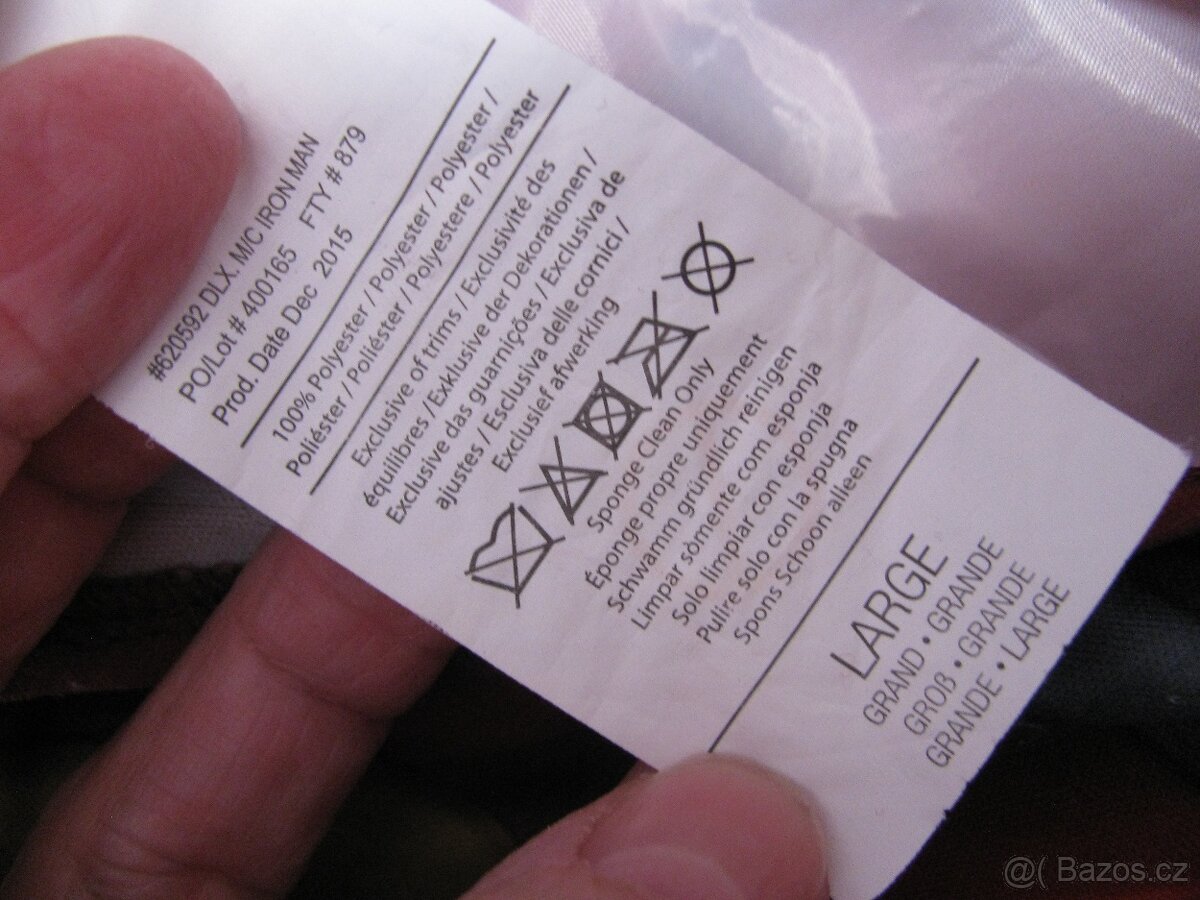 #620592 DLX. M/C IRON MAN
PO/Lot # 400165 FTY # 879
Prod. Date Dec 2015
100% Polyester / Polyester / Polyester / Polyester /
Poliéster / Poliéster / Polyestere / Polyester
Exclusive of trims / Exclusivité des
équilibres / Exklusive der Dekorationen /
Exclusive das guarnições / Exclusiva de
ajustes / Esclusiva delle cornici /
Exclusief afwerking
Sponge Clean Only
Éponge propre uniquement
Schwamm gründlich reinigen
Limpar sòmente com esponja
Solo limpiar con esponja
Pulire solo con la spugna
Spons Schoon alleen
LARGE
GRAND • GRANDE
GROß • GRANDE
GRANDE • LARGE
@( Bazos.cz